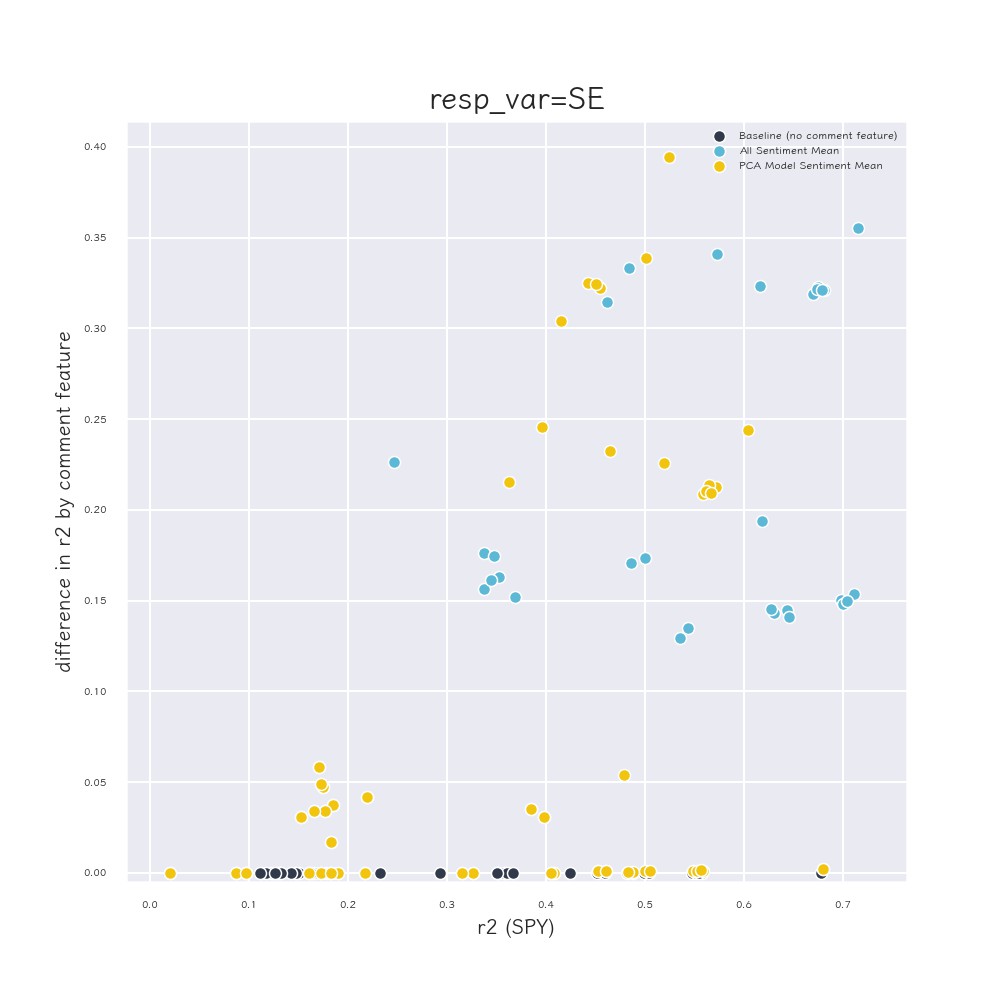 resp_var=SE
Baseline (no comment feature)
All Sentiment Mean
PCA Model Sentiment Mean
difference in r2 by comment feature
0.40
0.35
0.30
0.25
0.20
0.15
0.10
0.05
0.00
0.0 0.1 0.2 0.3 0.4 0.5 0.6 0.7
r2 (SPY)